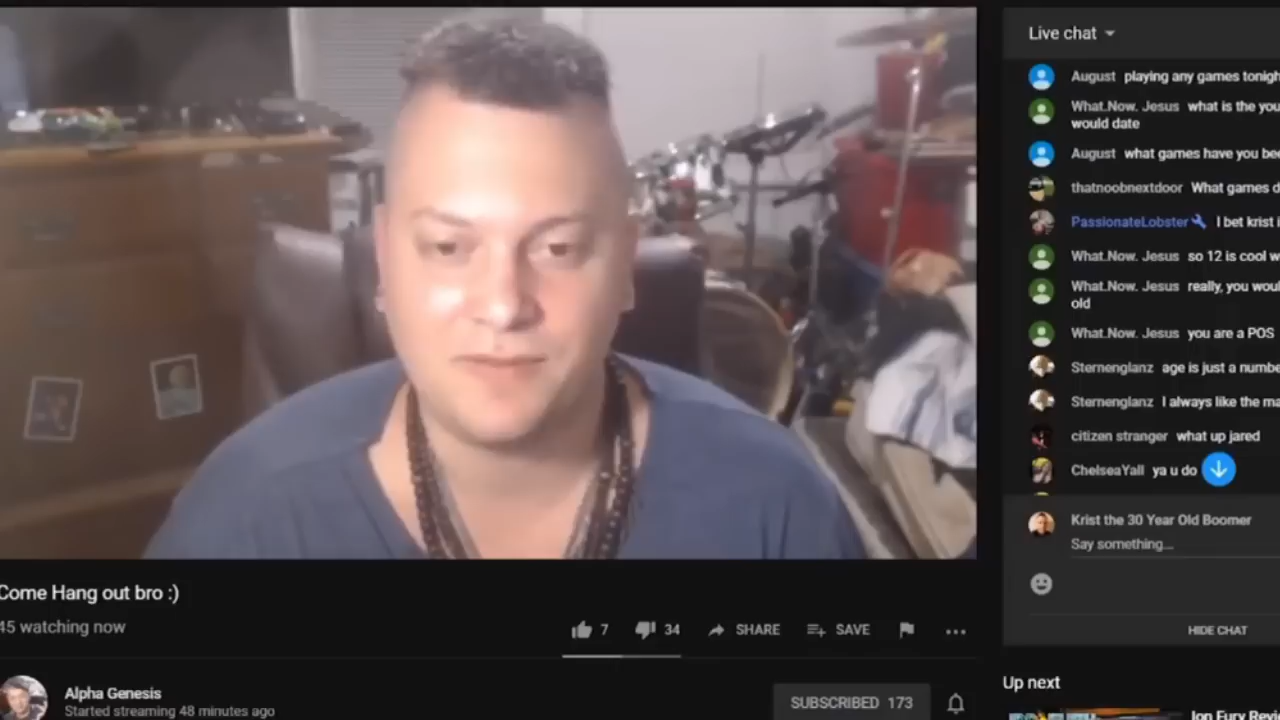 Live chat
August playing any games tonigh
What.Now. Jesus what is the you
would date
August what games have you bee
thatnoobnextdoor What games d
PassionateLobster I bet krist i
What.Now. Jesus so 12 is cool w
What.Now. Jesus really, you woul
old
What.Now. Jesus you are a POS
Sternenglanz age is just a numbe
Sternenglanz I always like the ma
citizen stranger what up jared
ChelseaYall ya u do
Krist the 30 Year Old Boomer
Say something...
HIDE CHAT
Come Hang out bro :)
45 watching now
7 34 SHARE SAVE
Alpha Genesis
Started streaming 48 minutes ago
SUBSCRIBED 173
Up next
Ion Fury Revi